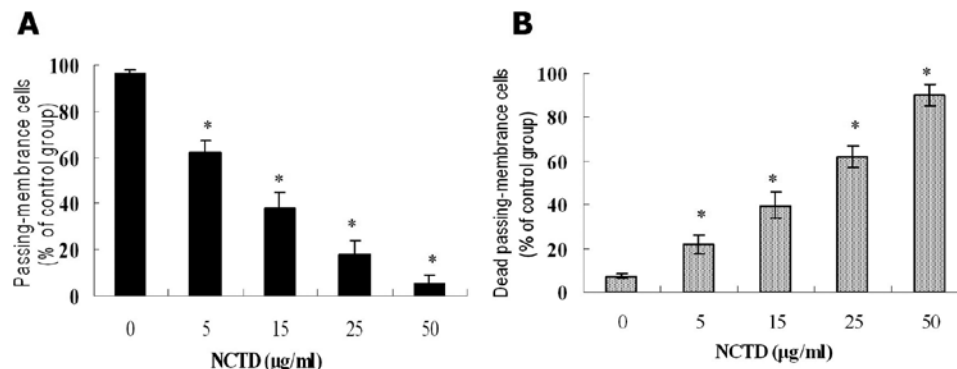 A
Passing-membrance cells
(% of control group)
100
80
60
40
20
0
*
*
*
*
0 5 15 25 50
NCTD (µg/ml)
B
Dead passing-membrance cells
(% of control group)
100
80
60
40
20
0
*
*
*
*
0 5 15 25 50
NCTD (µg/ml)